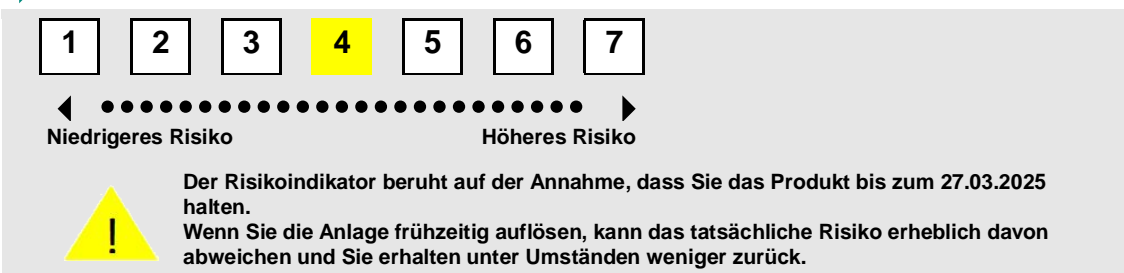 1 2 3 4 5 6 7
Niedrigeres Risiko Höheres Risiko
Der Risikoindikator beruht auf der Annahme, dass Sie das Produkt bis zum 27.03.2025
halten.
! Wenn Sie die Anlage frühzeitig auflösen, kann das tatsächliche Risiko erheblich davon
abweichen und Sie erhalten unter Umständen weniger zurück.